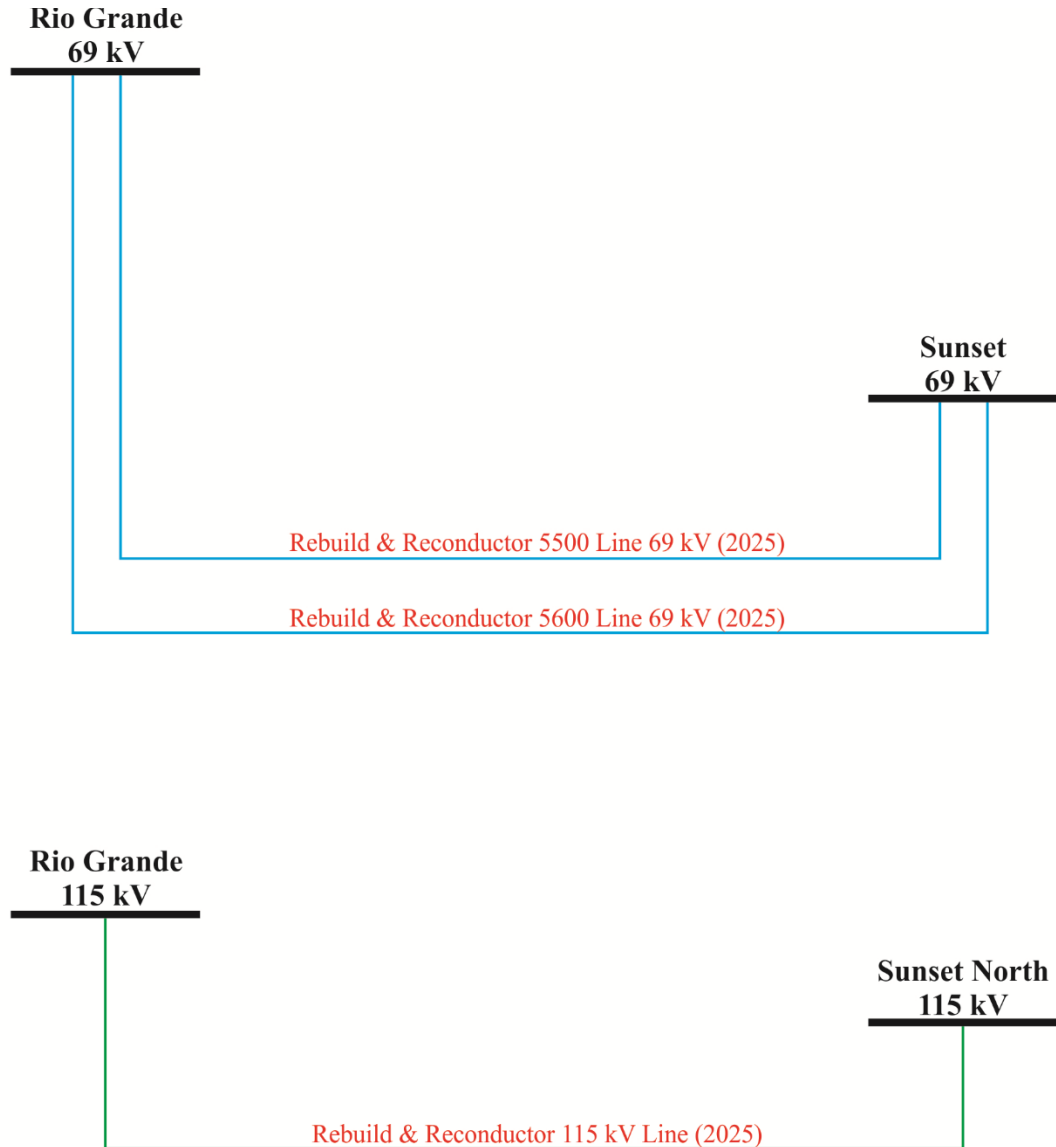 Rio Grande
69 kV
Sunset
69 kV
Rebuild & Reconductor 5500 Line 69 kV (2025)
Rebuild & Reconductor 5600 Line 69 kV (2025)
Rio Grande
115 kV
Sunset North
115 kV
Rebuild & Reconductor 115 kV Line (2025)